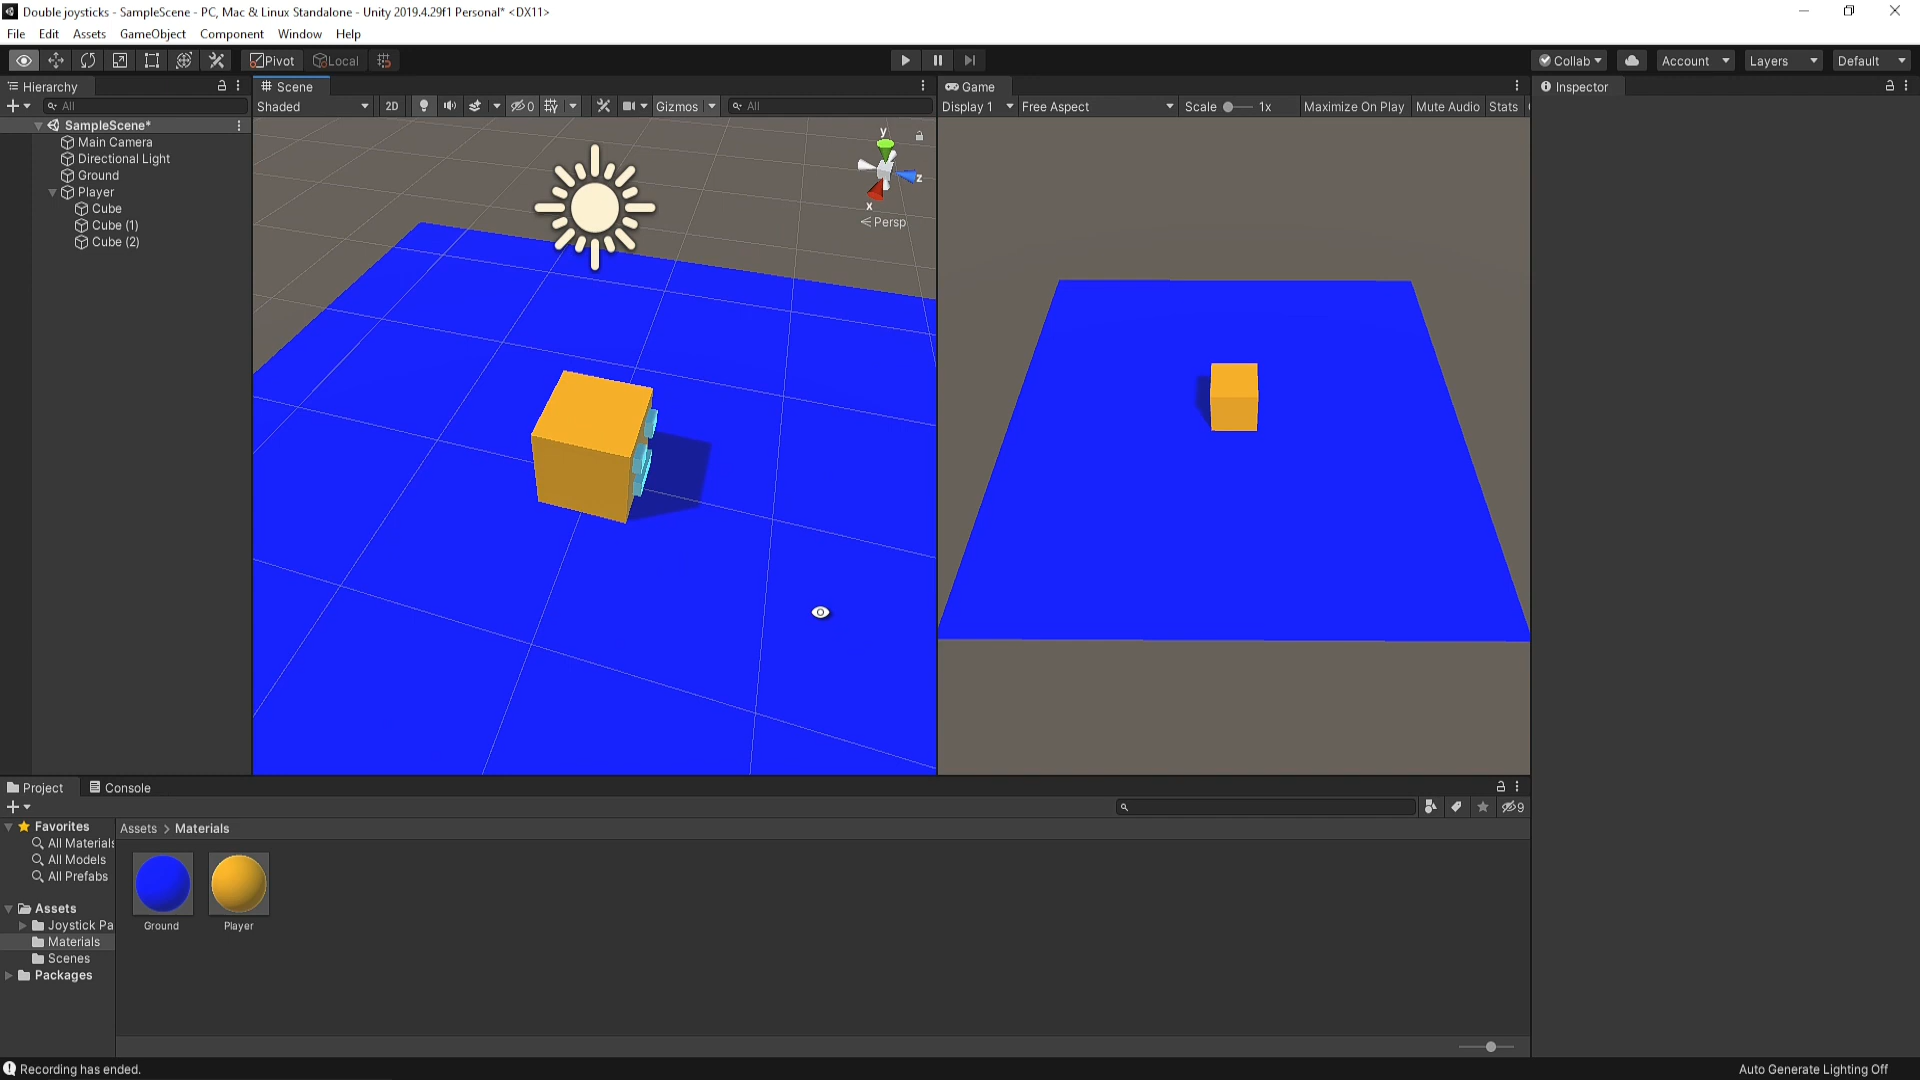 Double joysticks - SampleScene - PC, Mac & Linux Standalone - Unity 2019.4.29f1 Personal* <DX11>
File Edit Assets GameObject Component Window Help
Pivot Local Collab Account Layers Default
Hierarchy Scene Game Inspector
All Shaded 2D 0 Gizmos All Display 1 Free Aspect Scale 1x Maximize On Play Mute Audio Stats
SampleScene*
Main Camera
Directional Light
Ground
Player
Cube
Cube (1)
Cube (2)
y
z
x
Persp
Project Console
9
Favorites
All Materials
All Models
All Prefabs
Assets
Joystick Pa
Materials
Scenes
Packages
Assets > Materials
Ground Player
Recording has ended. Auto Generate Lighting Off